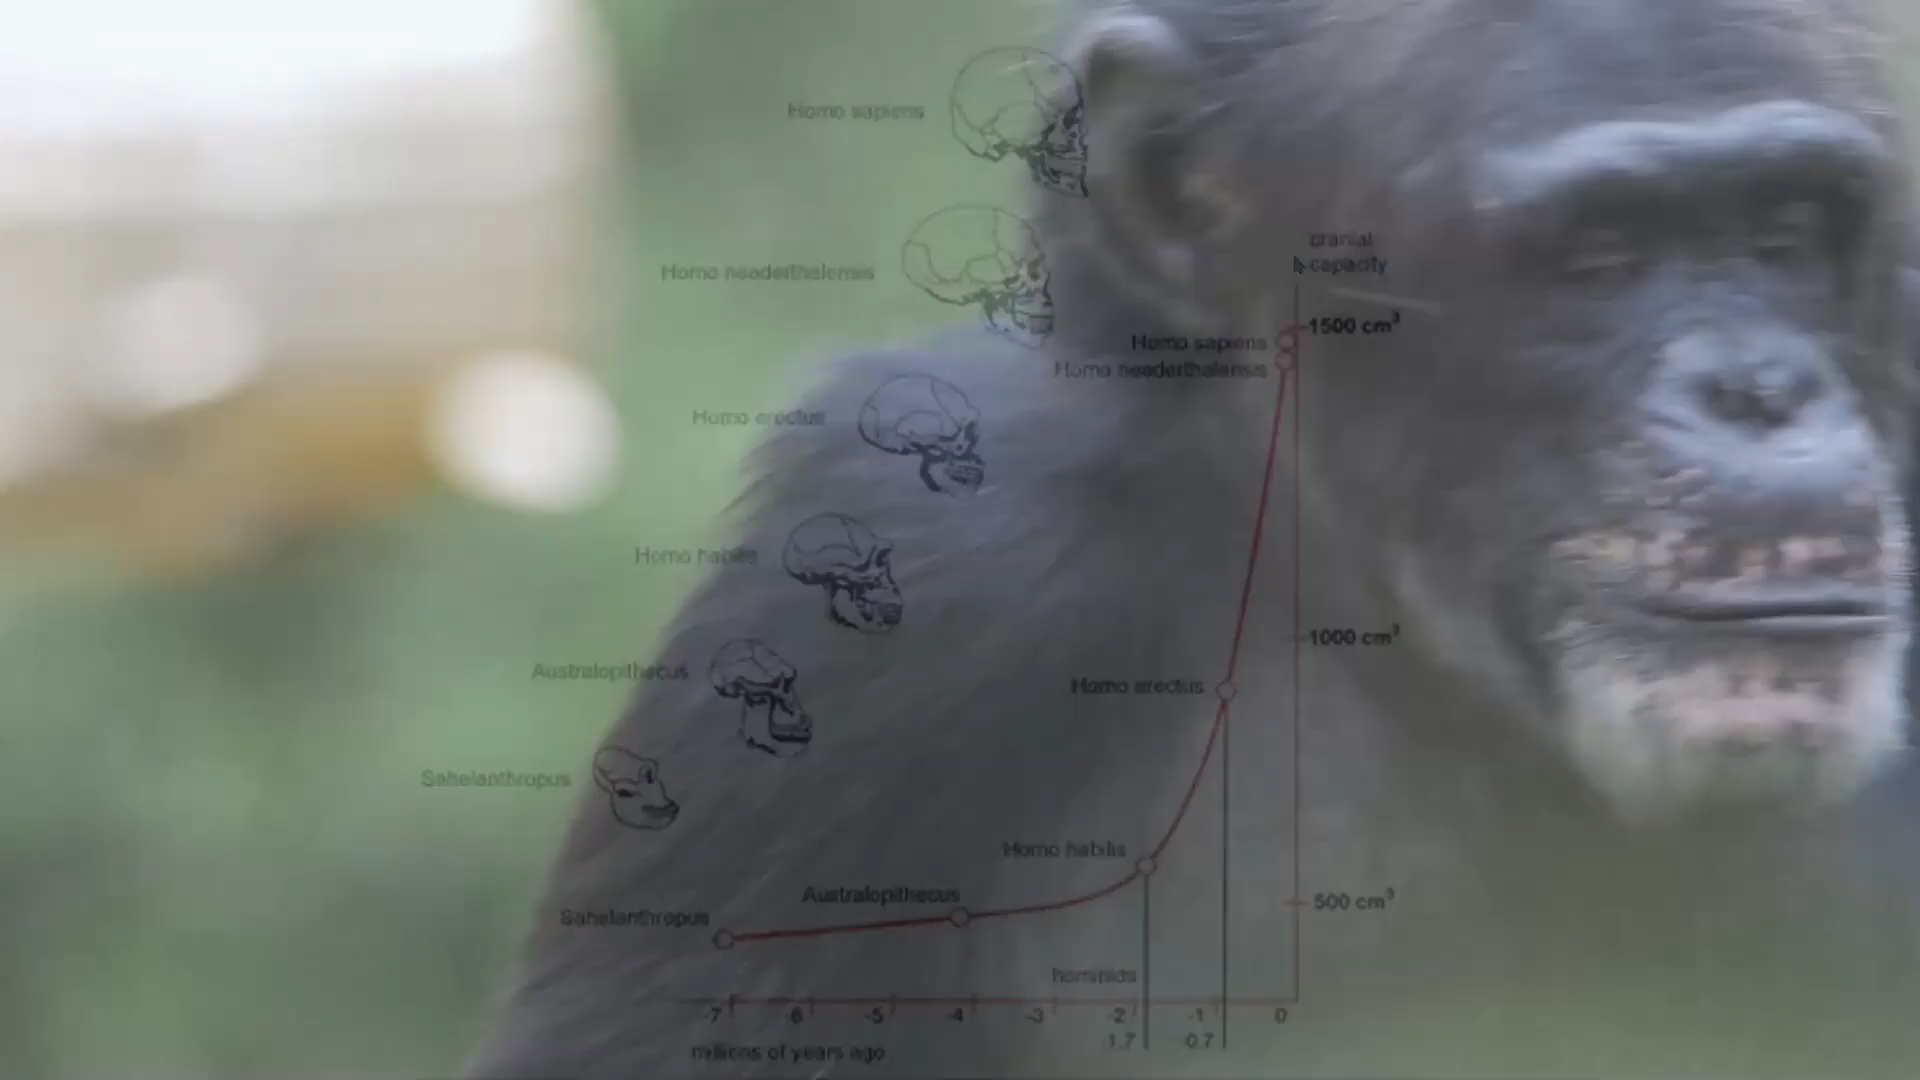 Homo sapiens
Homo neaderthalensis
Homo erectus
Homo habilis
Australopithecus
Sahelanthropus
cranial
capacity
1500 cm³
Homo sapiens
Homo neaderthalensis
1000 cm³
Homo erectus
Homo habilis
500 cm³
Australopithecus
Sahelanthropus
hominids
-7 -6 -5 -4 -3 -2 -1 0
1.7 0.7
millions of years ago